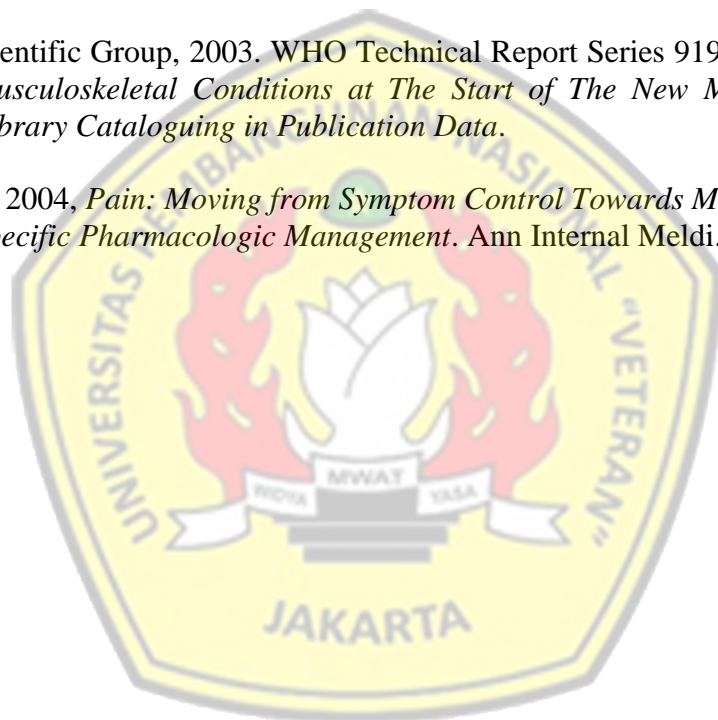 entific Group, 2003. WHO Technical Report Series 919
usculoskeletal Conditions at The Start of The New M
ibrary Cataloguing in Publication Data.
2004, Pain: Moving from Symptom Control Towards M
pecific Pharmacologic Management. Ann Internal Meldi.
UNIVERSITAS PEMBANGUNAN NASIONAL "VETERAN"
WIDYA MWAT YASA
JAKARTA